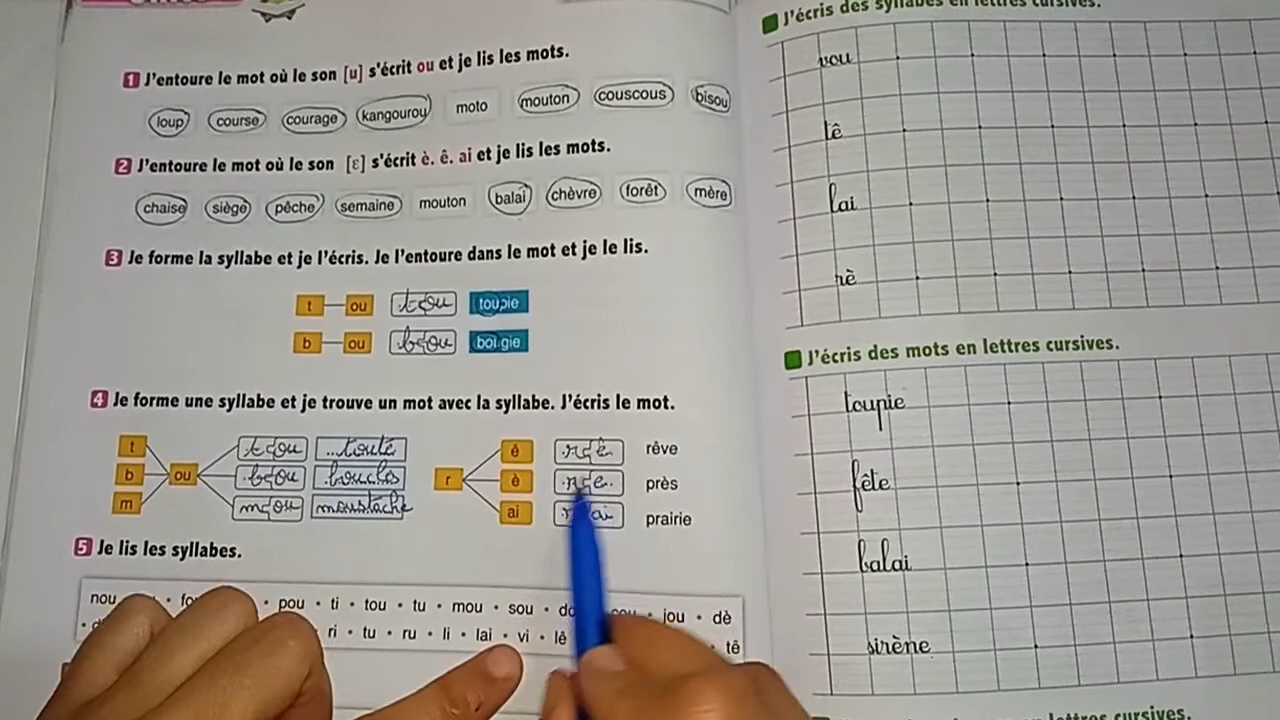 1 J'entoure le mot où le son [u] s'écrit ou et je lis les mots.
loup course courage kangourou moto mouton couscous bisou
2 J'entoure le mot où le son [ε] s'écrit è. ê. ai et je lis les mots.
chaise siège pêche semaine mouton balai chèvre forêt mère
3 Je forme la syllabe et je l'écris. Je l'entoure dans le mot et je le lis.
t ou tou toupie
b ou bou bougie
4 Je forme une syllabe et je trouve un mot avec la syllabe. J'écris le mot.
t tou ê rê rêve
b ou bou boucles r è près
m mou moustache ai ai prairie
5 Je lis les syllabes.
nou pou • ti • tou • tu • mou • sou • jou • dè
ri • tu • ru • li • lai • vi • lê tê
J'écris des syllabes en lettres cursives.
vou
tê
lai
rè
J'écris des mots en lettres cursives.
toupie
fête
balai
sirène
lettres cursives.